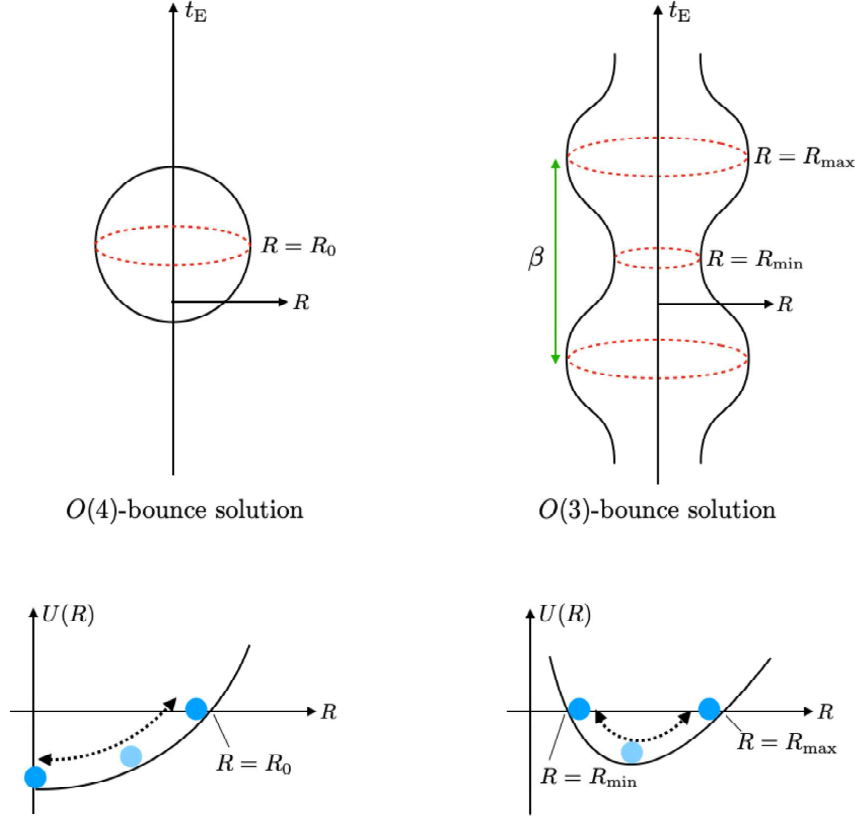 t_E
R = R_0
R
O(4)-bounce solution
t_E
R = R_max
β
R = R_min
R
O(3)-bounce solution
U(R)
R
R = R_0
U(R)
R
R = R_max
R = R_min